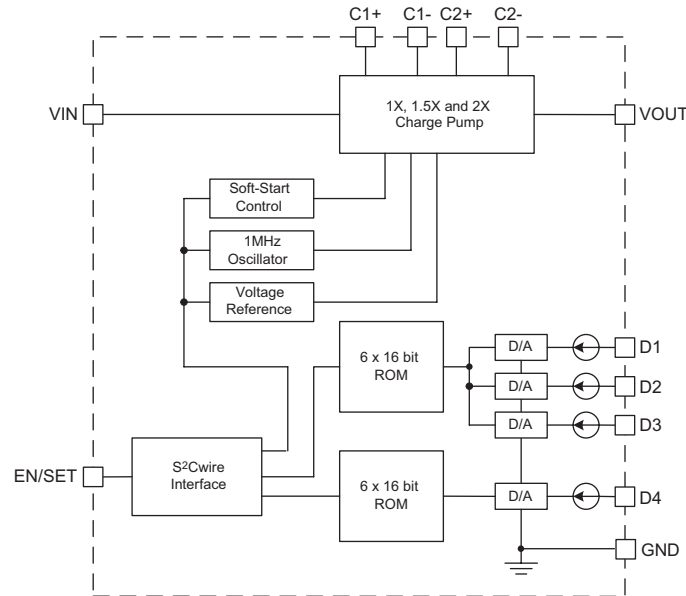 C1+ C1- C2+ C2-
VIN
1X, 1.5X and 2X
Charge Pump
VOUT
Soft-Start
Control
1MHz
Oscillator
Voltage
Reference
6 x 16 bit
ROM
D/A
D1
D/A
D2
D/A
D3
EN/SET
S²Cwire
Interface
6 x 16 bit
ROM
D/A
D4
GND